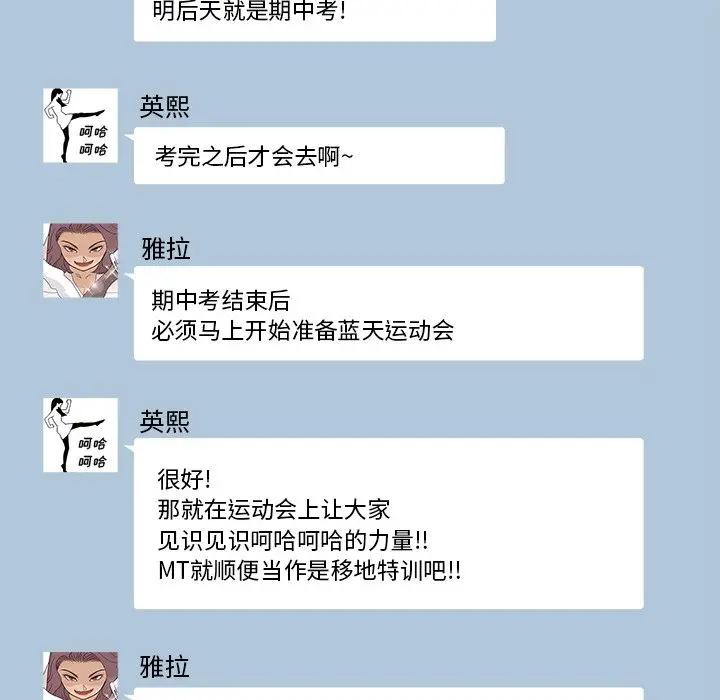 明后天就是期中考!
英熙
呵哈
呵哈
考完之后才会去啊~
雅拉
期中考结束后
必须马上开始准备蓝天运动会
英熙
呵哈
呵哈
很好!
那就在运动会上让大家
见识见识呵哈呵哈的力量!!
MT就顺便当作是移地特训吧!!
雅拉